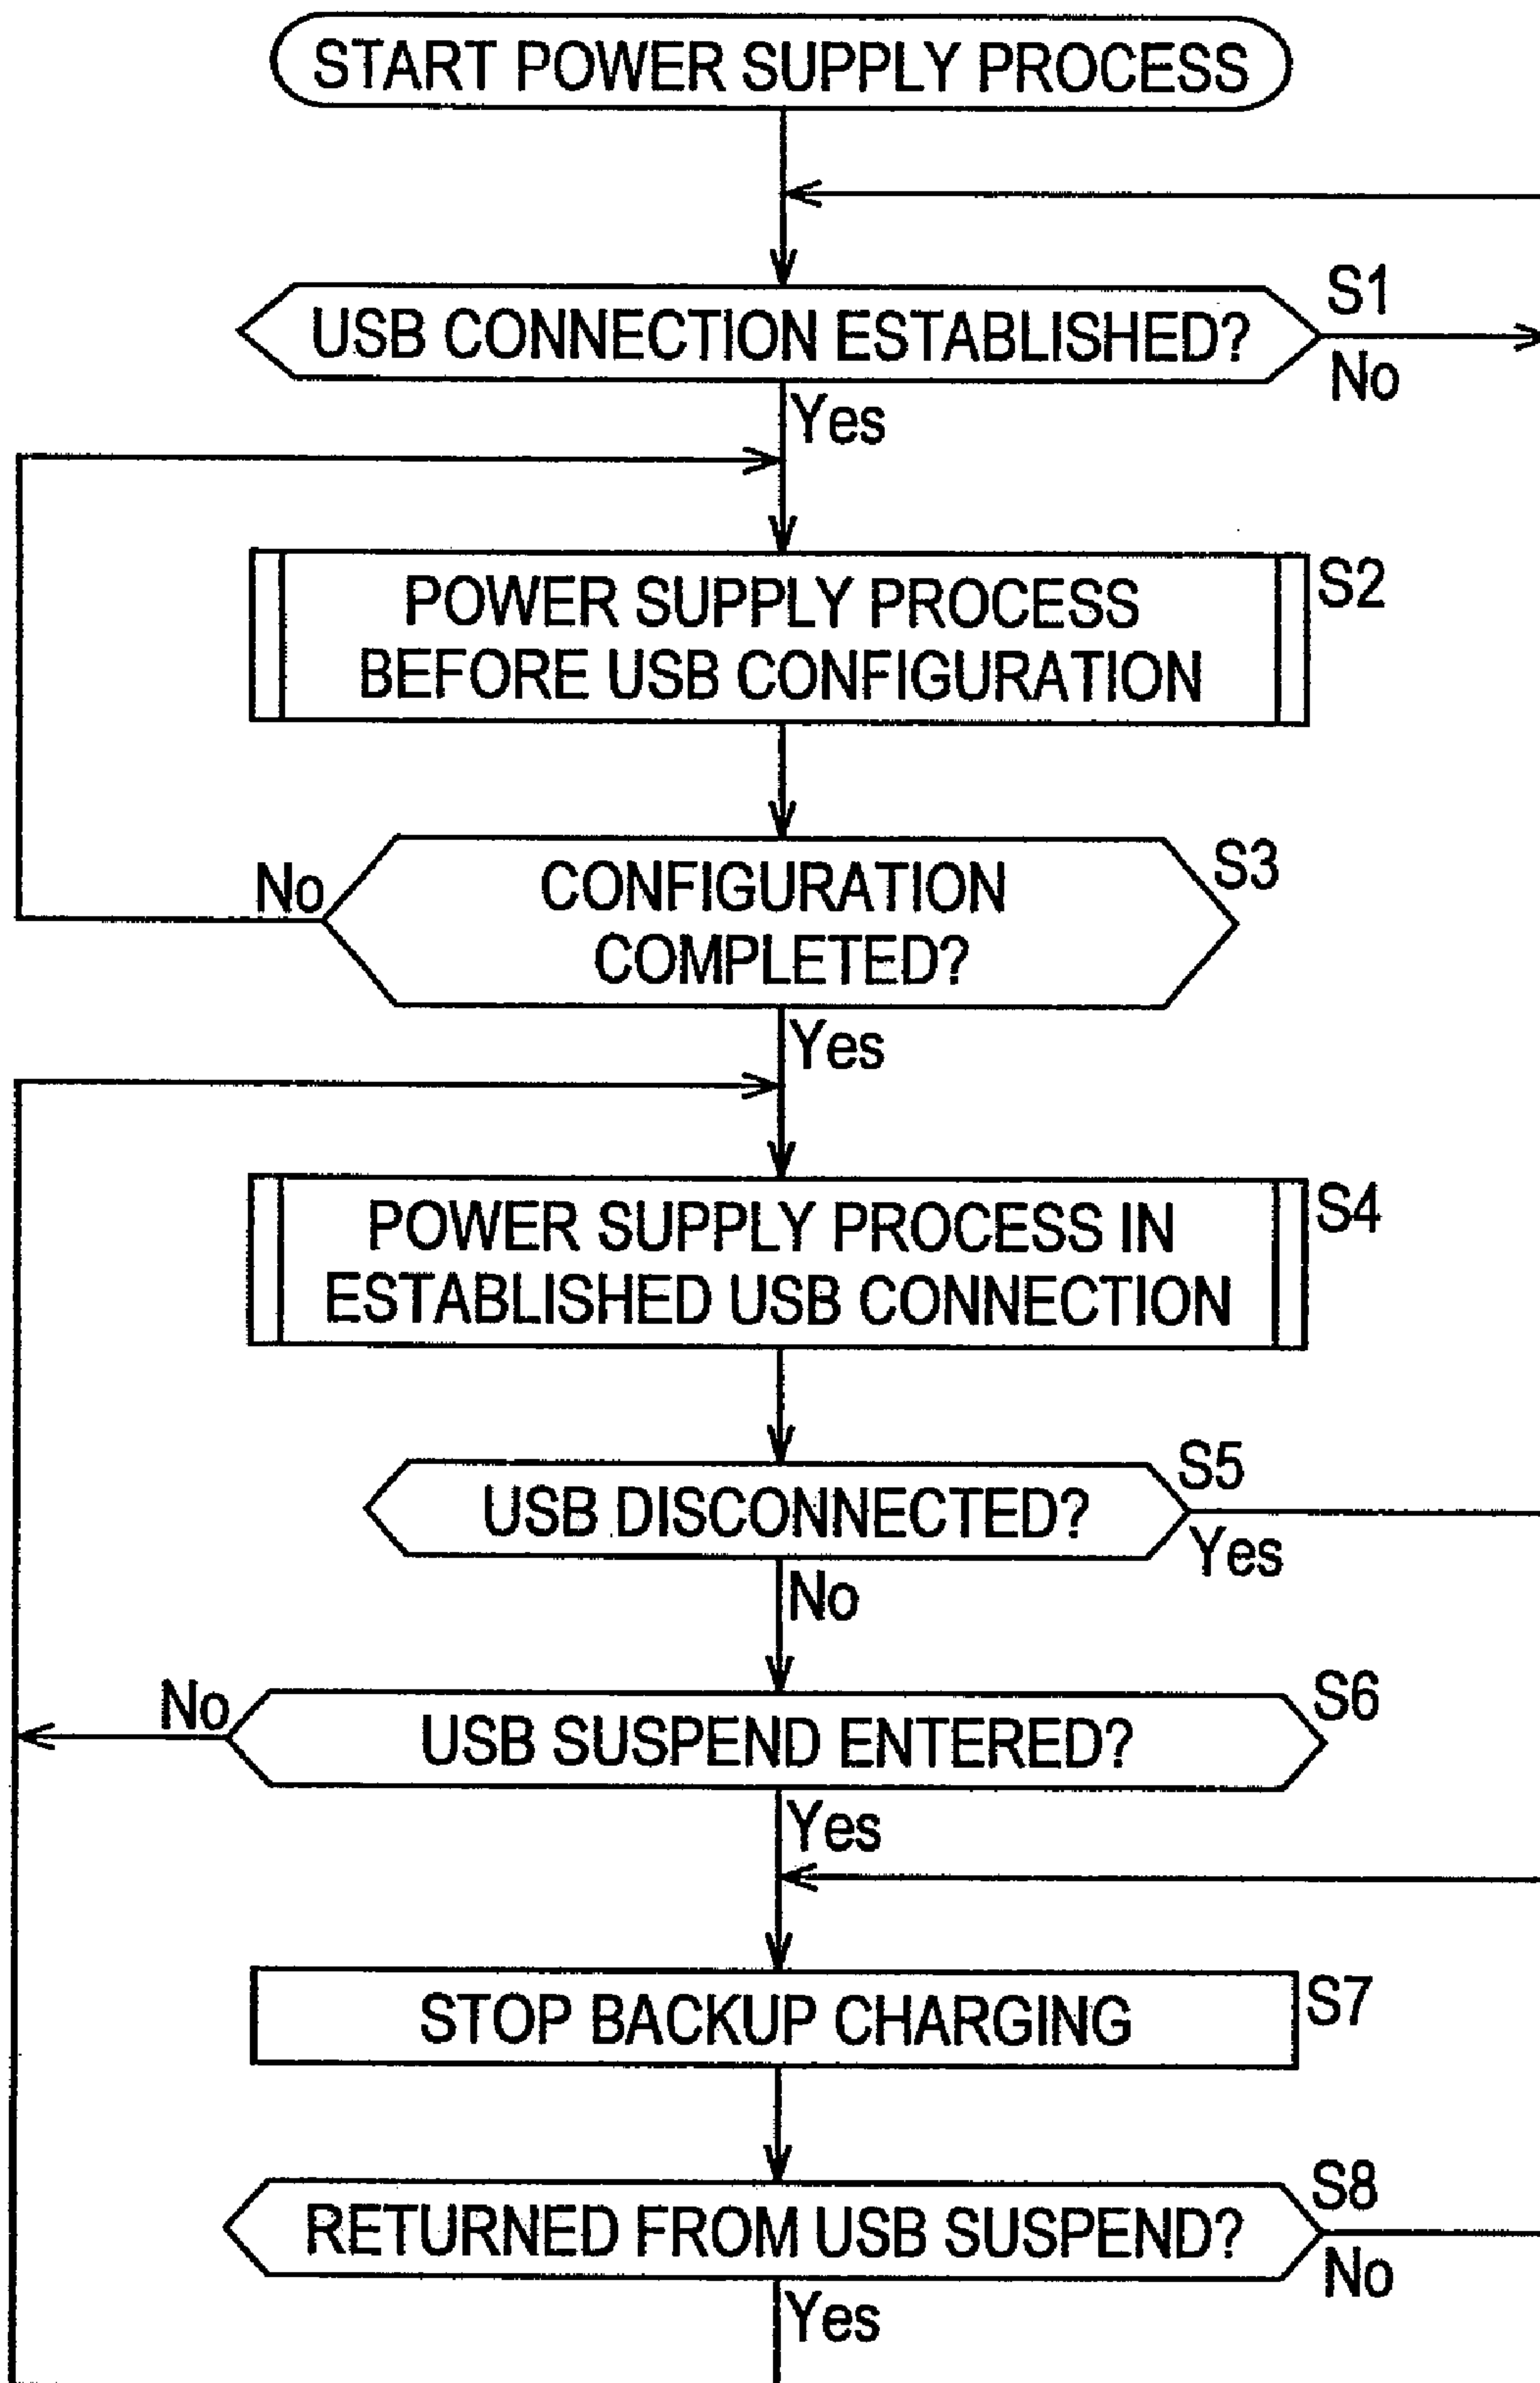 START POWER SUPPLY PROCESS
USB CONNECTION ESTABLISHED?
S1
No
Yes
POWER SUPPLY PROCESS
BEFORE USB CONFIGURATION
S2
CONFIGURATION
COMPLETED?
S3
No
Yes
POWER SUPPLY PROCESS IN
ESTABLISHED USB CONNECTION
S4
USB DISCONNECTED?
S5
Yes
No
USB SUSPEND ENTERED?
S6
No
Yes
STOP BACKUP CHARGING
S7
RETURNED FROM USB SUSPEND?
S8
No
Yes